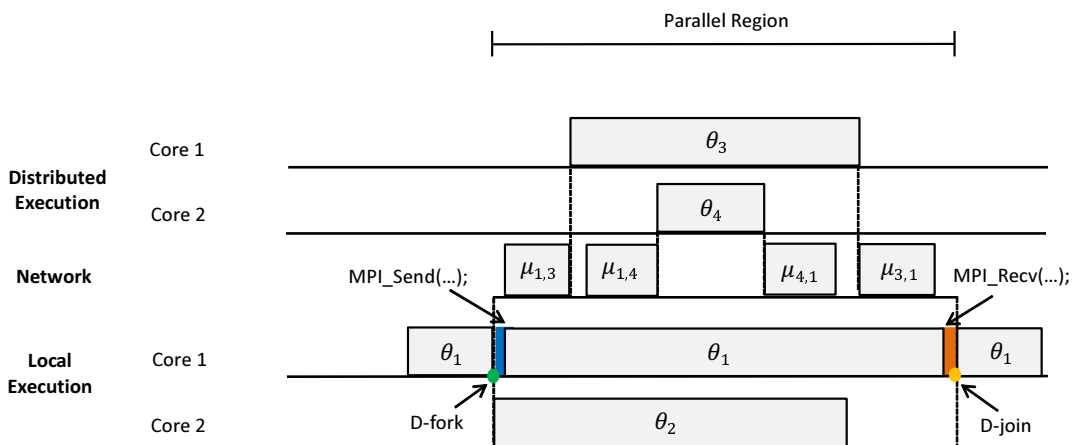 Parallel Region
Core 1
θ₃
Distributed
Execution
Core 2
θ₄
Network
μ₁,₃
μ₁,₄
μ₄,₁
μ₃,₁
MPI_Send(…);
MPI_Recv(…);
Local
Execution
Core 1
θ₁
θ₁
θ₁
D-fork
D-join
Core 2
θ₂